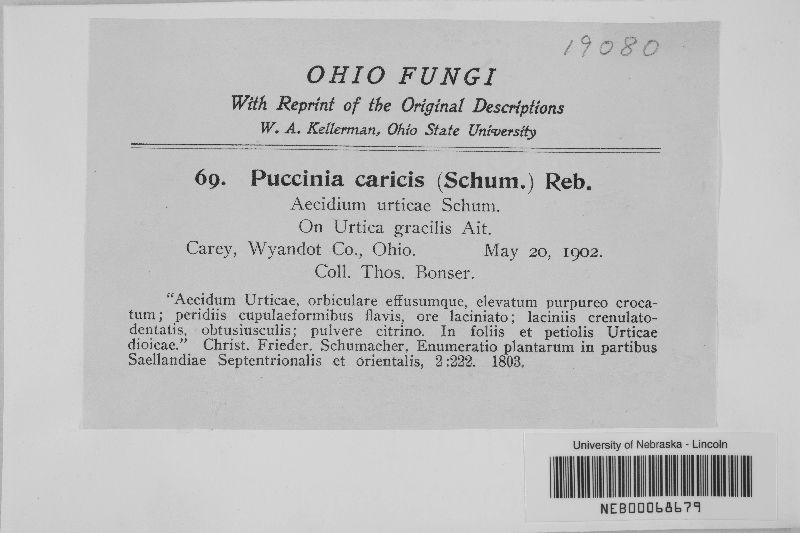 19080
OHIO FUNGI
With Reprint of the Original Descriptions
W. A. Kellerman, Ohio State University
69. Puccinia caricis (Schum.) Reb.
Aecidium urticae Schum.
On Urtica gracilis Ait.
Carey, Wyandot Co., Ohio. May 20, 1902.
Coll. Thos. Bonser.
"Aecidum Urticae, orbiculare effusumque, elevatum purpureo croca-
tum; peridiis cupulaeformibus flavis, ore laciniato; laciniis crenulato-
dentatis, obtusiusculis; pulvere citrino. In foliis et petiolis Urticae
dioicae." Christ. Frieder. Schumacher, Enumeratio plantarum in partibus
Saellandiae Septentrionalis et orientalis, 2:222. 1803.
University of Nebraska - Lincoln
NEB00068679